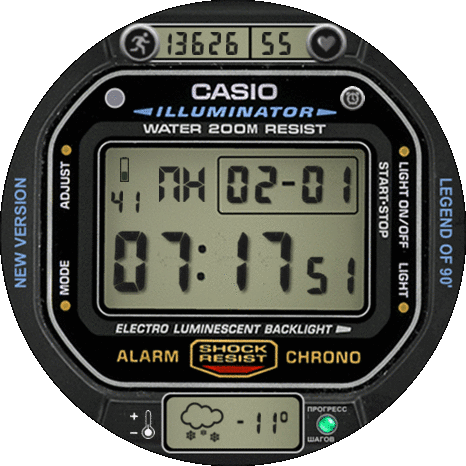 13626 55
CASIO
ILLUMINATOR
WATER 200M RESIST
ADJUST
MODE
NEW VERSION
41
ПН
02-01
07:17 51
START•STOP
LIGHT ON/OFF
LIGHT
LEGEND OF 90'
ELECTRO LUMINESCENT BACKLIGHT
ALARM
SHOCK
RESIST
CHRONO
+
-
-11°
ПРОГРЕСС
ШАГОВ